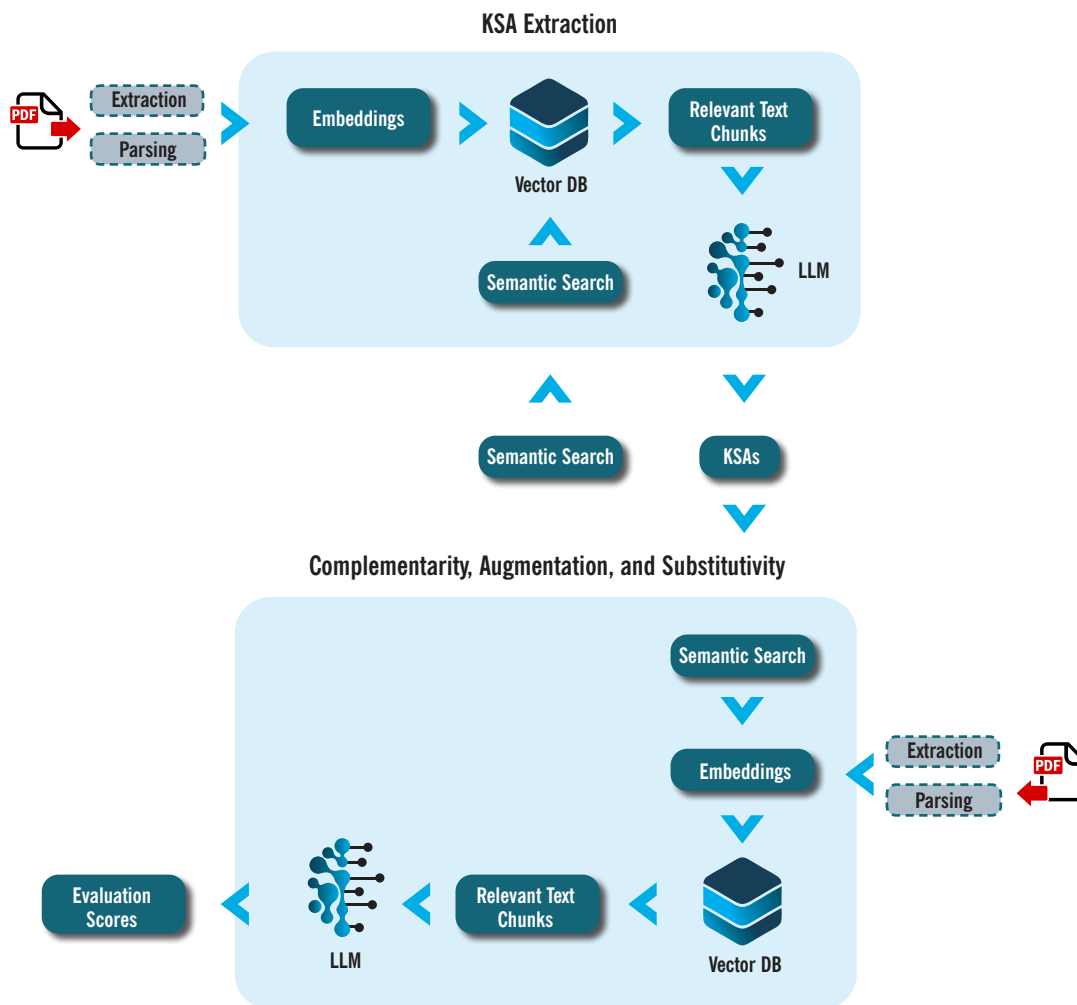 KSA Extraction
PDF
Extraction
Parsing
Embeddings
Vector DB
Relevant Text
Chunks
Semantic Search
LLM
Semantic Search
KSAs
Complementarity, Augmentation, and Substitutivity
Semantic Search
Embeddings
Extraction
Parsing
PDF
Evaluation
Scores
LLM
Relevant Text
Chunks
Vector DB